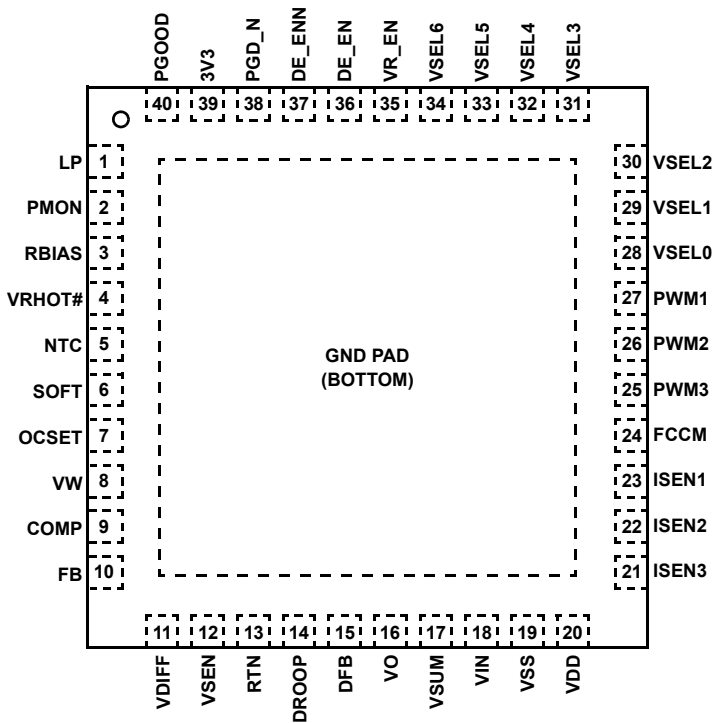 PGOOD
3V3
PGD_N
DE_ENN
DE_EN
VR_EN
VSEL6
VSEL5
VSEL4
VSEL3
40 39 38 37 36 35 34 33 32 31
LP 1
PMON 2
RBIAS 3
VRHOT# 4
NTC 5
SOFT 6
OCSET 7
VW 8
COMP 9
FB 10
GND PAD
(BOTTOM)
30 VSEL2
29 VSEL1
28 VSEL0
27 PWM1
26 PWM2
25 PWM3
24 FCCM
23 ISEN1
22 ISEN2
21 ISEN3
11 12 13 14 15 16 17 18 19 20
VDIFF
VSEN
RTN
DROOP
DFB
VO
VSUM
VIN
VSS
VDD